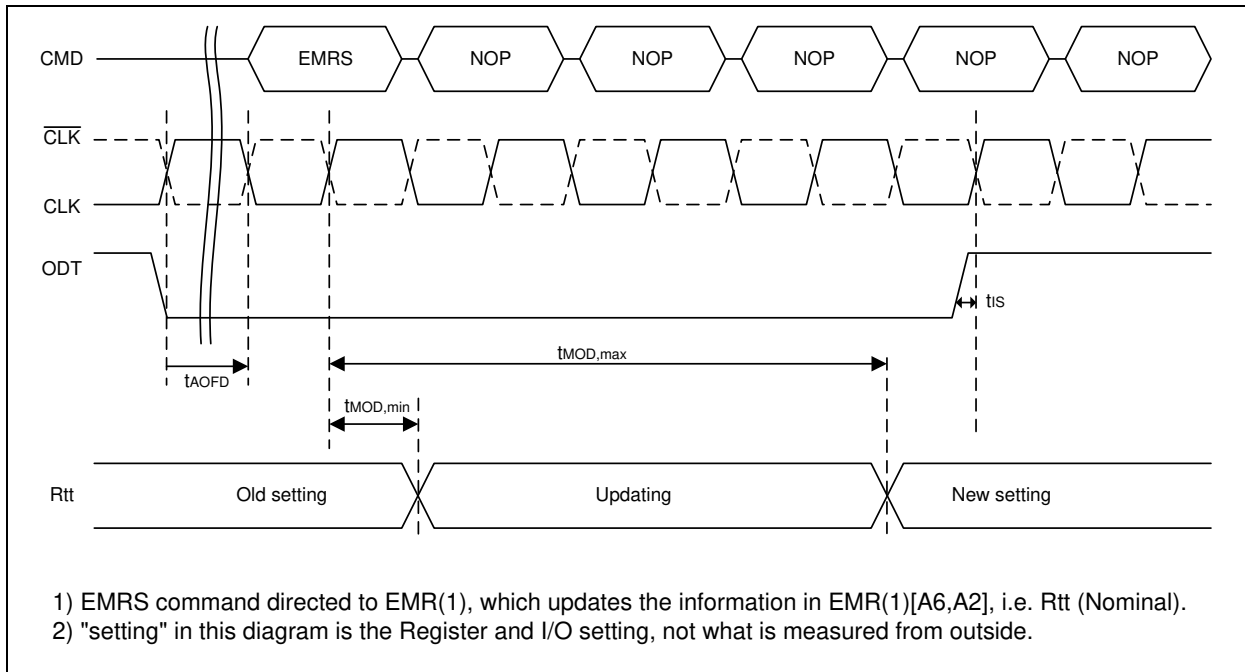 CMD EMRS NOP NOP NOP NOP NOP
CLK
CLK
ODT
tIS
tMOD,max
tAOFD
tMOD,min
Rtt Old setting Updating New setting
1) EMRS command directed to EMR(1), which updates the information in EMR(1)[A6,A2], i.e. Rtt (Nominal).
2) "setting" in this diagram is the Register and I/O setting, not what is measured from outside.